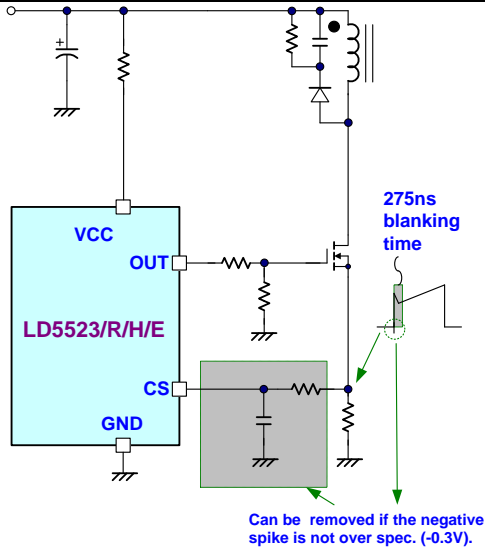 +
275ns
blanking
time
VCC
OUT
LD5523/R/H/E
CS
GND
Can be removed if the negative
spike is not over spec. (-0.3V).